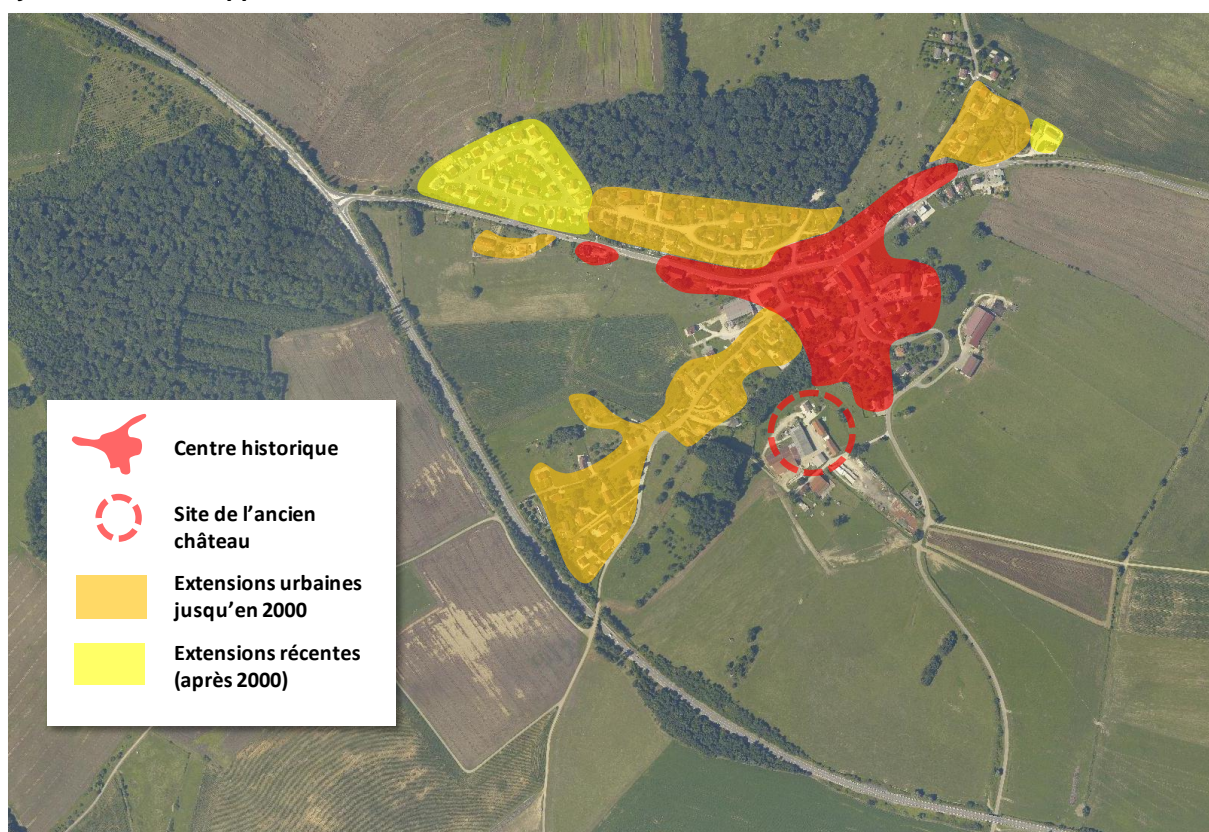 Centre historique
Site de l’ancien
château
Extensions urbaines
jusqu’en 2000
Extensions récentes
(après 2000)